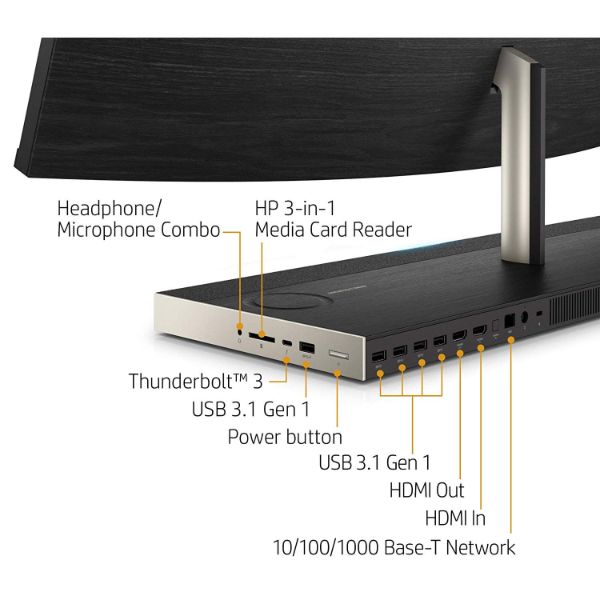 Headphone/
Microphone Combo
HP 3-in-1
Media Card Reader
Thunderbolt™ 3
USB 3.1 Gen 1
Power button
USB 3.1 Gen 1
HDMI Out
HDMI In
10/100/1000 Base-T Network